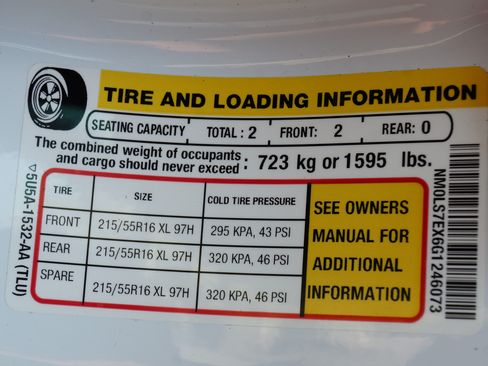 TIRE AND LOADING INFORMATION
SEATING CAPACITY TOTAL : 2 FRONT: 2 REAR: 0
The combined weight of occupants
and cargo should never exceed : 723 kg or 1595 lbs.
TIRE SIZE COLD TIRE PRESSURE
FRONT 215/55R16 XL 97H 295 KPA, 43 PSI
REAR 215/55R16 XL 97H 320 KPA, 46 PSI
SPARE 215/55R16 XL 97H 320 KPA, 46 PSI
SEE OWNERS
MANUAL FOR
ADDITIONAL
INFORMATION
▽5U5A-1532-AA (TLU)
NM0LS7EX6G1246073